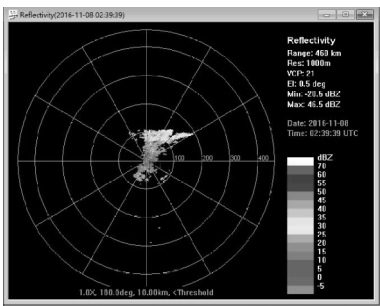 Reflectivity(2016-11-08 02:39:39)
Reflectivity
Range: 460 km
Res: 1000m
VCP: 21
El: 0.5 deg
Min: -20.5 dBZ
Max: 46.5 dBZ
Date: 2016-11-08
Time: 02:39:39 UTC
100 200 300 400
dBZ
70
60
55
50
45
40
35
30
25
20
15
10
5
0
-5
1.0X, 180.0deg, 10.00km, <Threshold